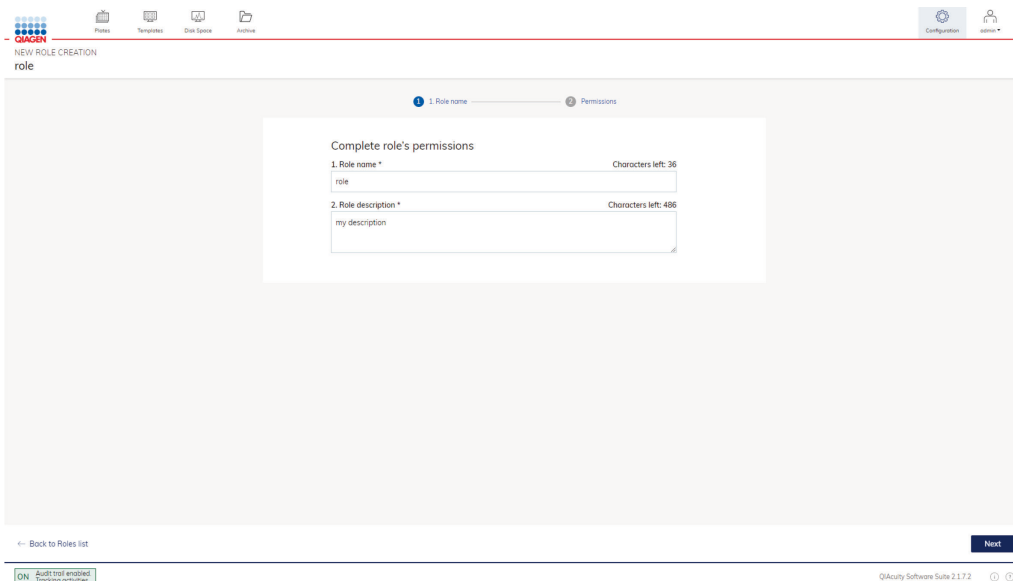 Plates Templates Disk Space Archive Configuration admin
QIAGEN
NEW ROLE CREATION
role
1 1. Role name 2 Permissions
Complete role's permissions
1. Role name * Characters left: 36
role
2. Role description * Characters left: 486
my description
← Back to Roles list Next
ON Audit trail enabled.
Tracking activities.
QIAcuity Software Suite 2.1.7.2